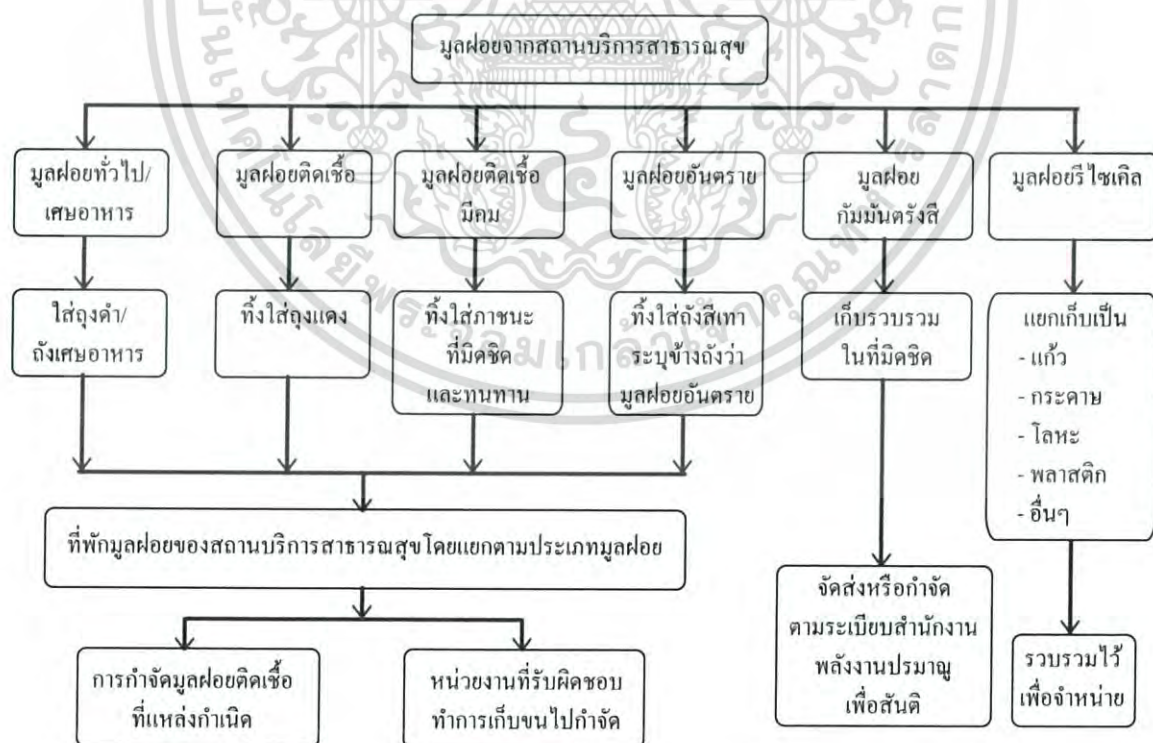 มูลฝอยจากสถานบริการสาธารณสุข
มูลฝอยทั่วไป/
เศษอาหาร
มูลฝอยติดเชื้อ
มูลฝอยติดเชื้อ
มีคม
มูลฝอยอันตราย
มูลฝอย
กัมมันตรังสี
มูลฝอยรีไซเคิล
ใส่ถุงดำ/
ถังเศษอาหาร
ทิ้งใส่ถุงแดง
ทิ้งใส่ภาชนะ
ที่มิดชิด
และทนทาน
ทิ้งใส่ถังสีเทา
ระบุข้างถังว่า
มูลฝอยอันตราย
เก็บรวบรวม
ในที่มิดชิด
แยกเก็บเป็น
- แก้ว
- กระดาษ
- โลหะ
- พลาสติก
- อื่นๆ
ที่พักมูลฝอยของสถานบริการสาธารณสุขโดยแยกตามประเภทมูลฝอย
การกำจัดมูลฝอยติดเชื้อ
ที่แหล่งกำเนิด
หน่วยงานที่รับผิดชอบ
ทำการเก็บขนไปกำจัด
จัดส่งหรือกำจัด
ตามระเบียบสำนักงาน
พลังงานปรมาณู
เพื่อสันติ
รวบรวมไว้
เพื่อจำหน่าย